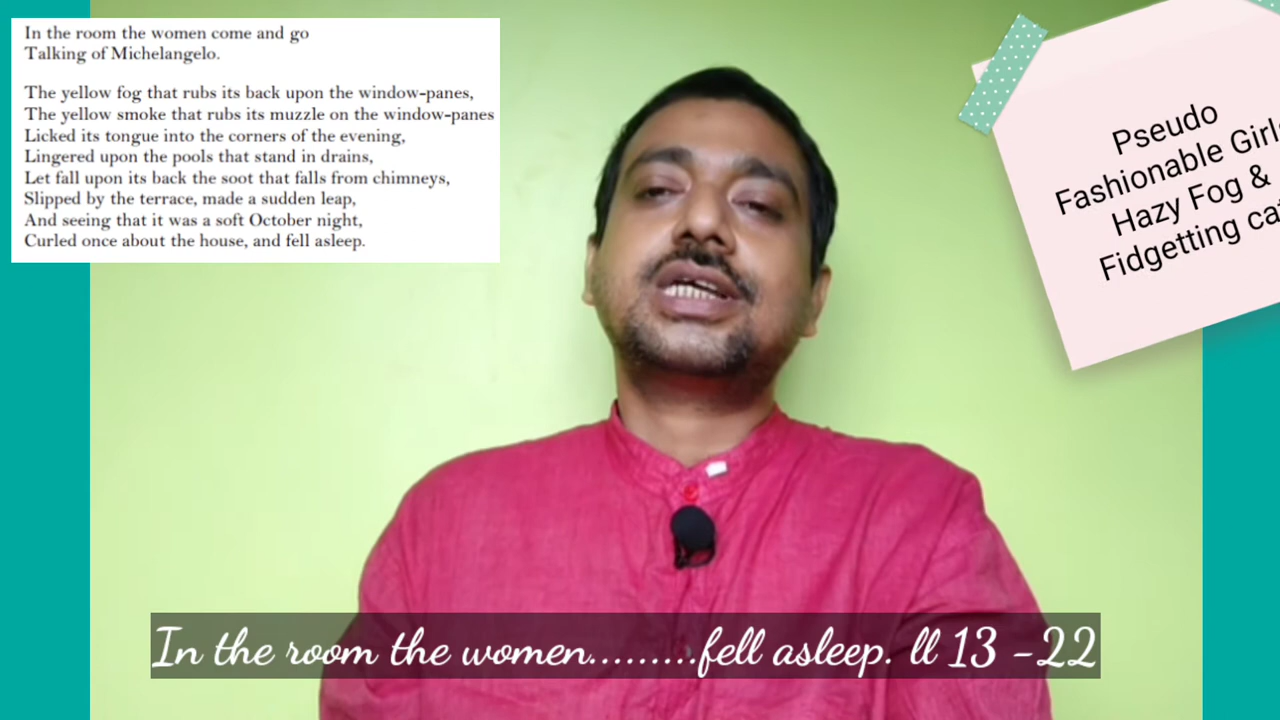 In the room the women come and go
Talking of Michelangelo.
The yellow fog that rubs its back upon the window-panes,
The yellow smoke that rubs its muzzle on the window-panes
Licked its tongue into the corners of the evening,
Lingered upon the pools that stand in drains,
Let fall upon its back the soot that falls from chimneys,
Slipped by the terrace, made a sudden leap,
And seeing that it was a soft October night,
Curled once about the house, and fell asleep.
Pseudo
Fashionable Girl
Hazy Fog &
Fidgetting
In the room the women.........fell asleep. ll 13 -22